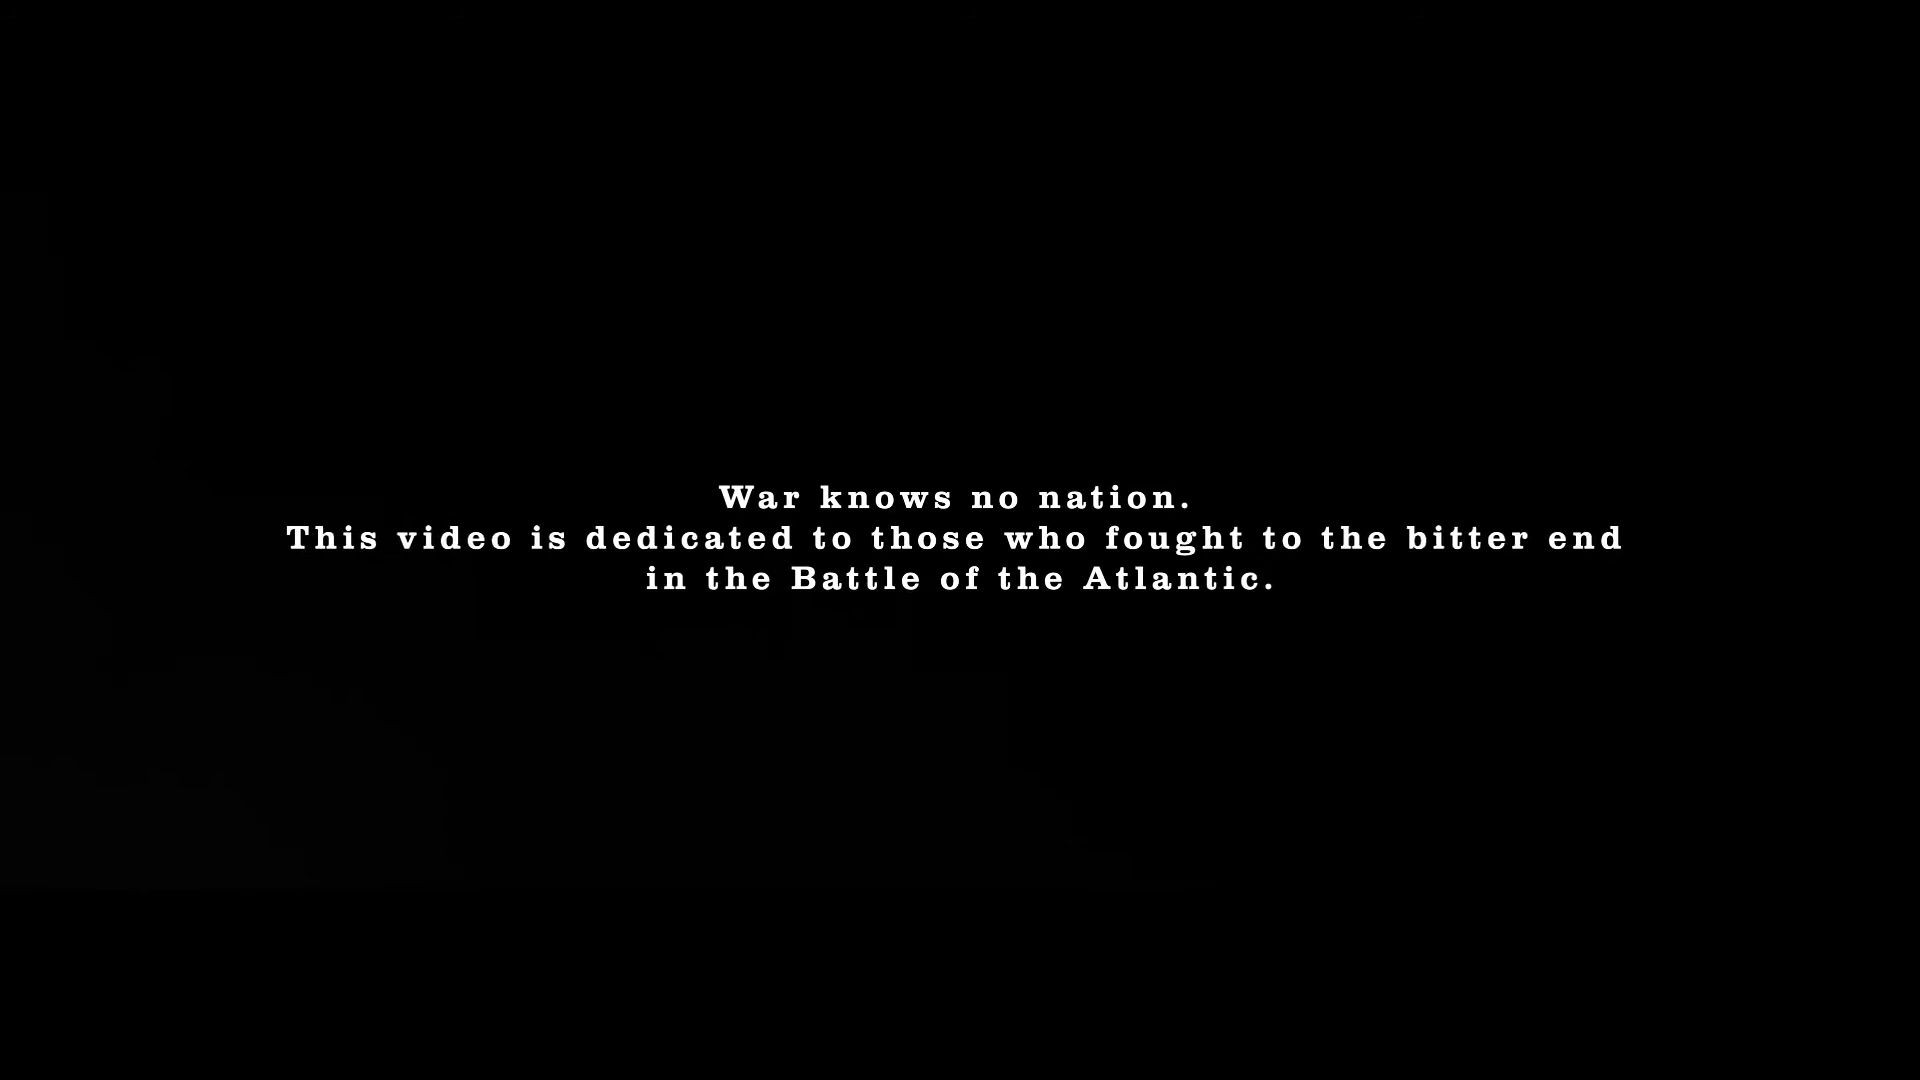 War knows no nation.
This video is dedicated to those who fought to the bitter end
in the Battle of the Atlantic.